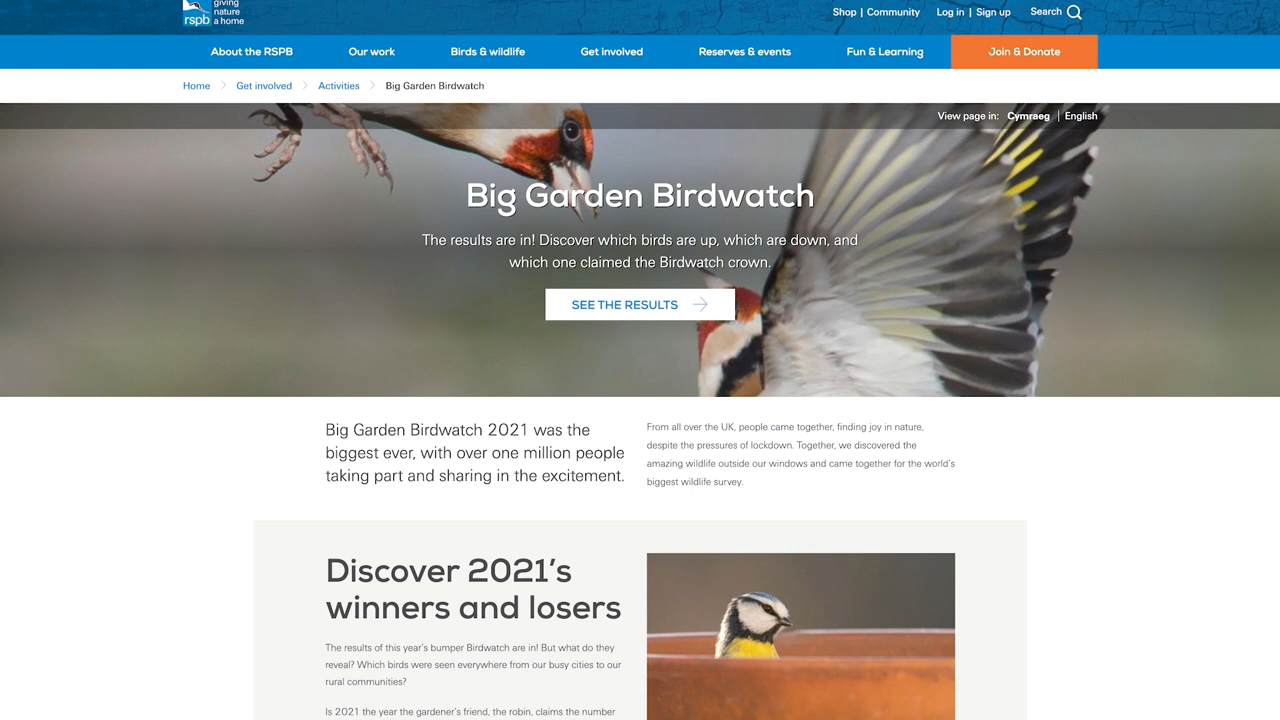 giving
nature
a home
rspb
Shop | Community
Log in | Sign up
Search
About the RSPB
Our work
Birds & wildlife
Get involved
Reserves & events
Fun & Learning
Join & Donate
Home
Get involved
Activities
Big Garden Birdwatch
View page in: Cymraeg | English
Big Garden Birdwatch
The results are in! Discover which birds are up, which are down, and
which one claimed the Birdwatch crown.
SEE THE RESULTS
Big Garden Birdwatch 2021 was the
biggest ever, with over one million people
taking part and sharing in the excitement.
From all over the UK, people came together, finding joy in nature,
despite the pressures of lockdown. Together, we discovered the
amazing wildlife outside our windows and came together for the world's
biggest wildlife survey.
Discover 2021's
winners and losers
The results of this year's bumper Birdwatch are in! But what do they
reveal? Which birds were seen everywhere from our busy cities to our
rural communities?
Is 2021 the year the gardener's friend, the robin, claims the number